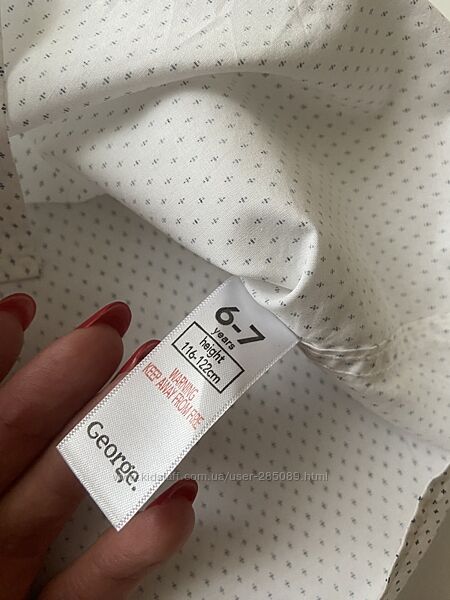 6-7
years
height
116-122cm
WARNING
KEEP AWAY FROM FIRE
George.
kidstaff.com.ua/user-285089.html